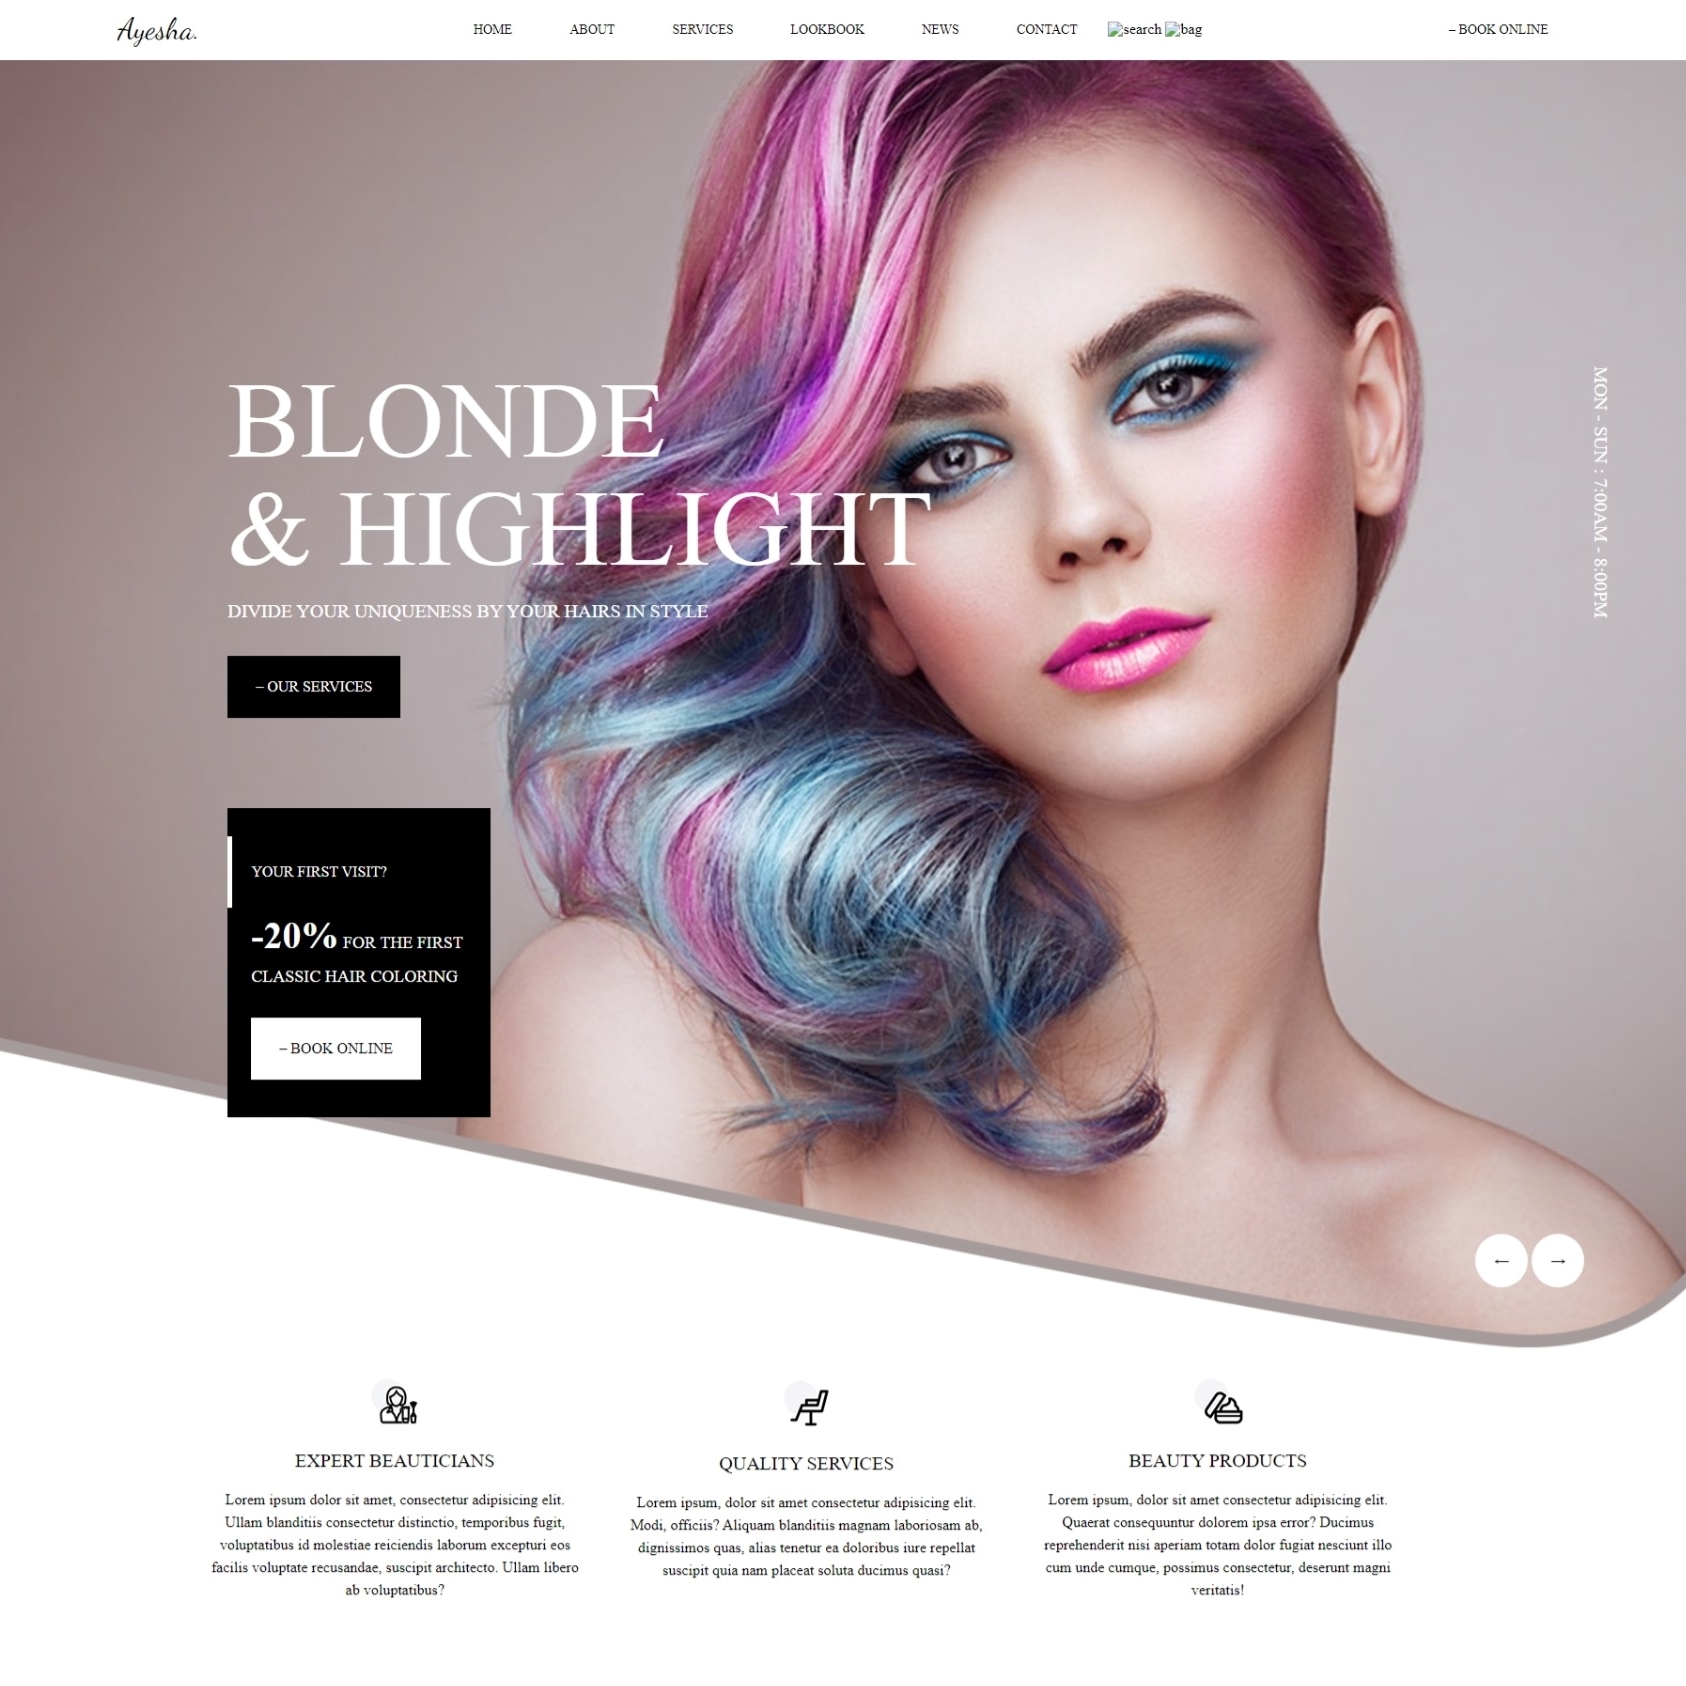 Ayesha.
HOME ABOUT SERVICES LOOKBOOK NEWS CONTACT search bag – BOOK ONLINE
BLONDE
& HIGHLIGHT
DIVIDE YOUR UNIQUENESS BY YOUR HAIRS IN STYLE
– OUR SERVICES
MON - SUN : 7:00AM - 8:00PM
YOUR FIRST VISIT?
-20% FOR THE FIRST
CLASSIC HAIR COLORING
– BOOK ONLINE
← →
EXPERT BEAUTICIANS
Lorem ipsum dolor sit amet, consectetur adipisicing elit.
Ullam blanditiis consectetur distinctio, temporibus fugit,
voluptatibus id molestiae reiciendis laborum excepturi eos
facilis voluptate recusandae, suscipit architecto. Ullam libero
ab voluptatibus?
QUALITY SERVICES
Lorem ipsum, dolor sit amet consectetur adipisicing elit.
Modi, officiis? Aliquam blanditiis magnam laboriosam ab,
dignissimos quas, alias tenetur ea doloribus iure repellat
suscipit quia nam placeat soluta ducimus quasi?
BEAUTY PRODUCTS
Lorem ipsum, dolor sit amet consectetur adipisicing elit.
Quaerat consequuntur dolorem ipsa error? Ducimus
reprehenderit nisi aperiam totam dolor fugiat nesciunt illo
cum unde cumque, possimus consectetur, deserunt magni
veritatis!